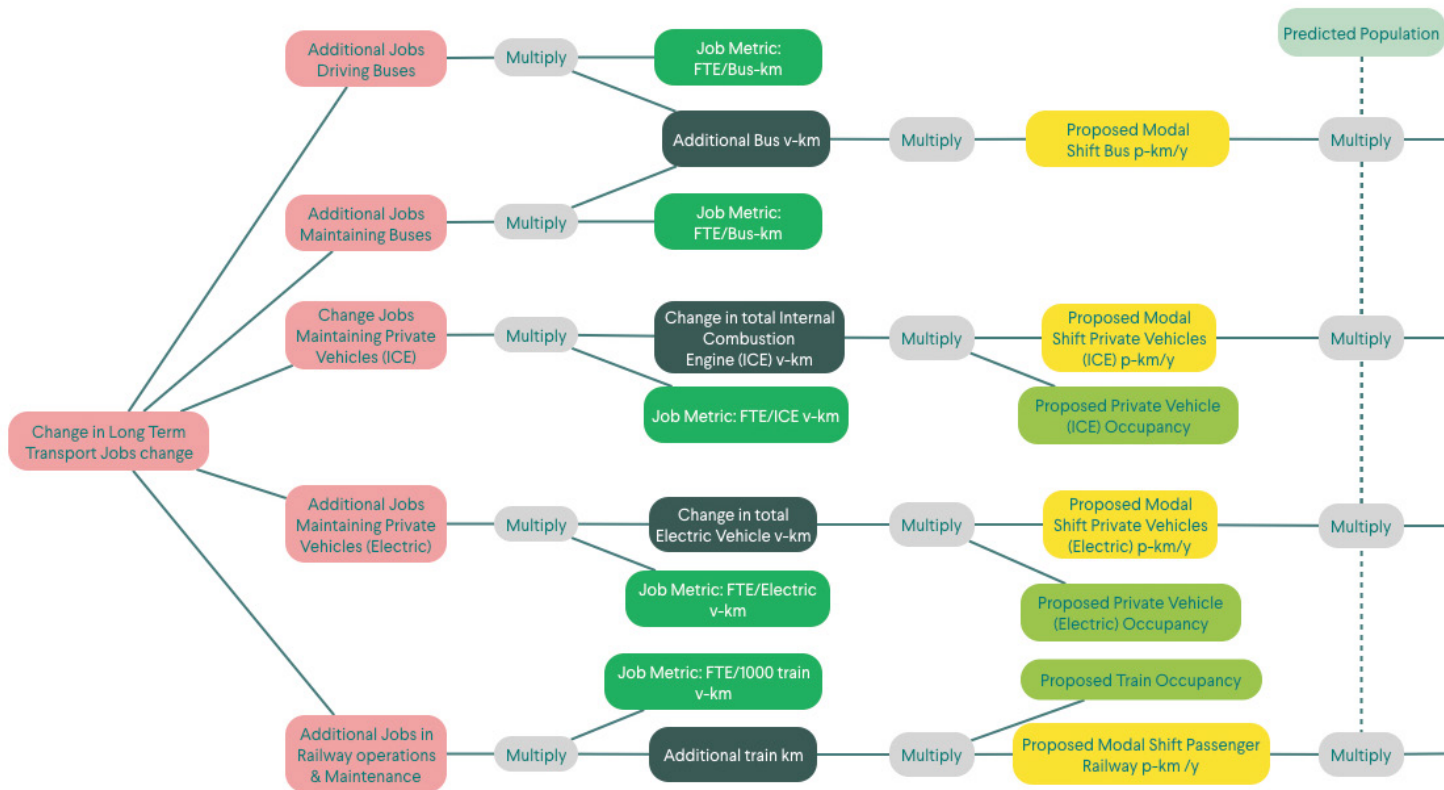 Predicted Population
Additional Jobs
Driving Buses
Multiply
Job Metric:
FTE/Bus-km
Additional Bus v-km
Multiply
Proposed Modal
Shift Bus p-km/y
Multiply
Additional Jobs
Maintaining Buses
Multiply
Job Metric:
FTE/Bus-km
Change Jobs
Maintaining Private
Vehicles (ICE)
Multiply
Change in total Internal
Combustion
Engine (ICE) v-km
Multiply
Proposed Modal
Shift Private Vehicles
(ICE) p-km/y
Multiply
Job Metric: FTE/ICE v-km
Proposed Private Vehicle
(ICE) Occupancy
Change in Long Term
Transport Jobs change
Additional Jobs
Maintaining Private
Vehicles (Electric)
Multiply
Change in total
Electric Vehicle v-km
Multiply
Proposed Modal
Shift Private Vehicles
(Electric) p-km/y
Multiply
Job Metric: FTE/Electric
v-km
Proposed Private Vehicle
(Electric) Occupancy
Job Metric: FTE/1000 train
v-km
Proposed Train Occupancy
Additional Jobs in
Railway operations
& Maintenance
Multiply
Additional train km
Multiply
Proposed Modal Shift Passenger
Railway p-km /y
Multiply